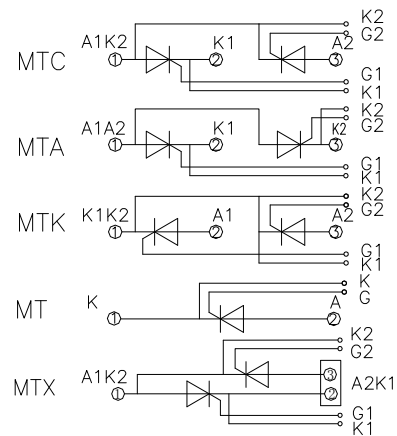 K2
A1K2 K1 A2 G2
MTC 1 2 3
G1
K1
K2
A1A2 K1 K2 G2
MTA 1 2 3
G1
K1
K2
K1K2 A1 A2 G2
MTK 1 2 3
G1
K1
K
K A G
MT 1 2
K2
G2
A1K2 3 A2K1
MTX 1 2
G1
K1